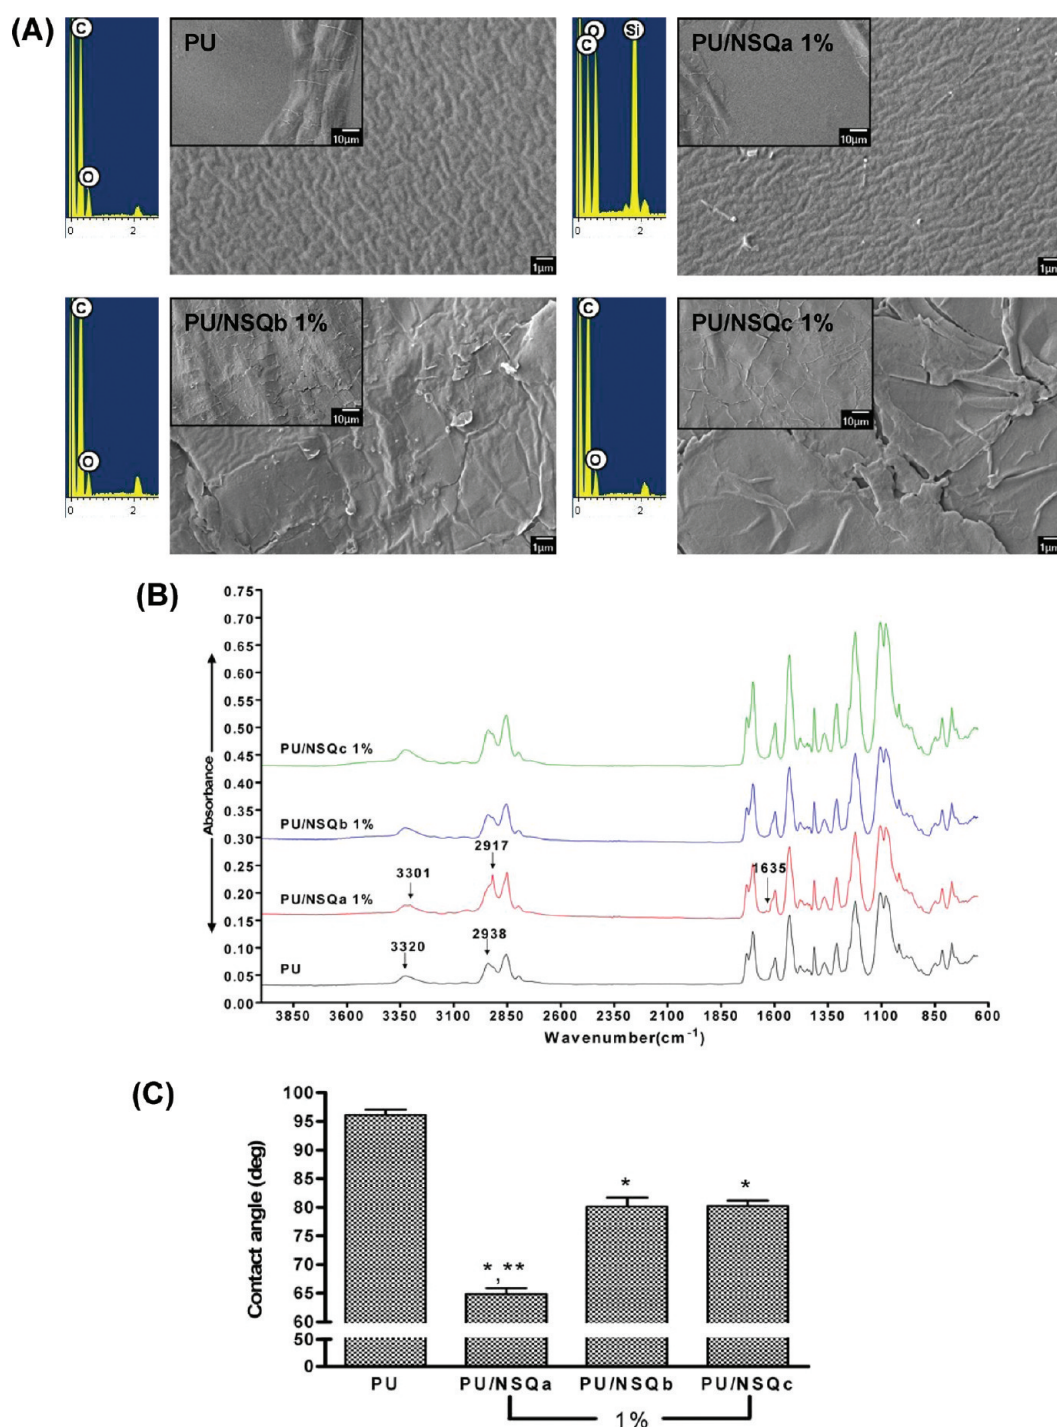 (A)
C
O
0 2
PU
10μm
1μm
C O Si
0 2
PU/NSQa 1%
10μm
1μm
C
O
0 2
PU/NSQb 1%
10μm
1μm
C
O
0 2
PU/NSQc 1%
10μm
1μm
(B)
0.75
0.70
0.65
0.60
0.55
0.50
0.45
0.40
0.35
0.30
0.25
0.20
0.15
0.10
0.05
0.00
Absorbance
PU/NSQc 1%
PU/NSQb 1%
2917
3301
1635
PU/NSQa 1%
3320
2938
PU
3850 3600 3350 3100 2850 2600 2350 2100 1850 1600 1350 1100 850 600
Wavenumber(cm⁻¹)
(C)
100
95
90
85
80
75
70
65
60
50
0
Contact angle (deg)
*,**
*
*
PU PU/NSQa PU/NSQb PU/NSQc
1%